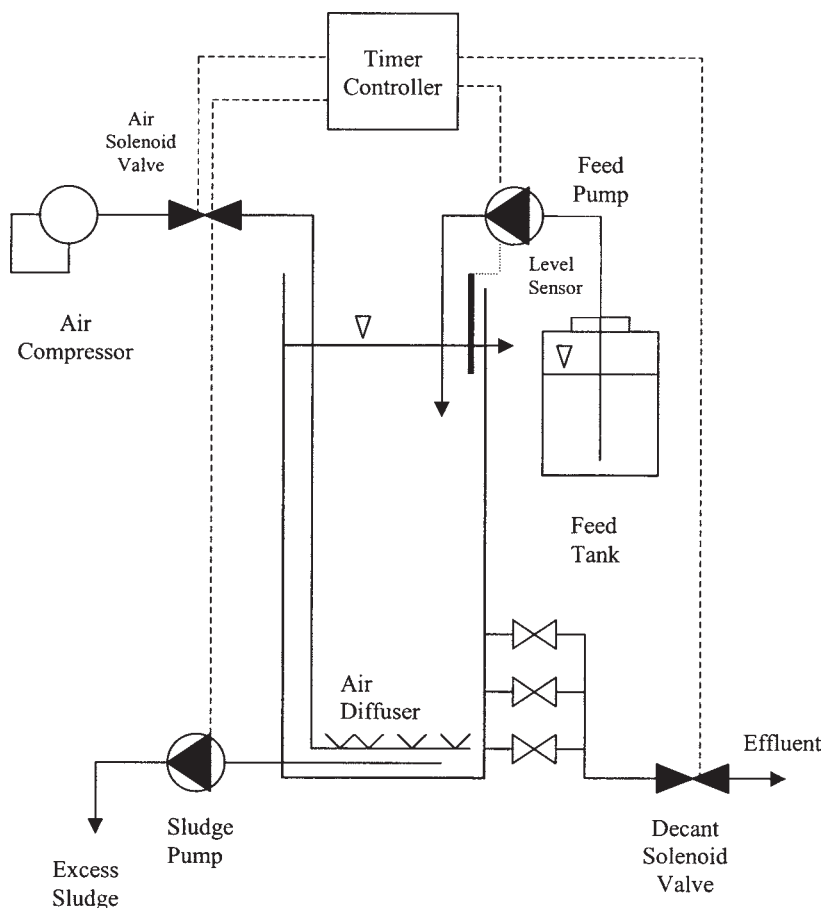 Timer
Controller
Air
Solenoid
Valve
Feed
Pump
Level
Sensor
Air
Compressor
Feed
Tank
Air
Diffuser
Effluent
Sludge
Pump
Decant
Solenoid
Valve
Excess
Sludge